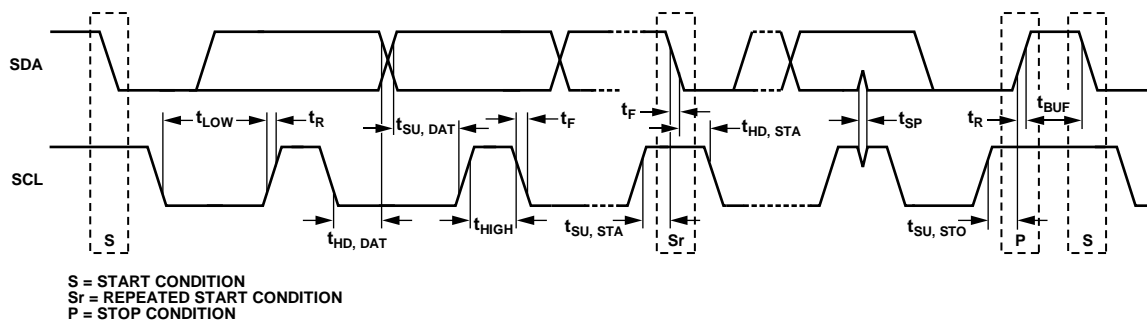 SDA
tLOW
tR
tSU, DAT
tF
tF
tHD, STA
tSP
tR
tBUF
SCL
tHD, DAT
tHIGH
tSU, STA
tSU, STO
S
Sr
P
S
S = START CONDITION
Sr = REPEATED START CONDITION
P = STOP CONDITION